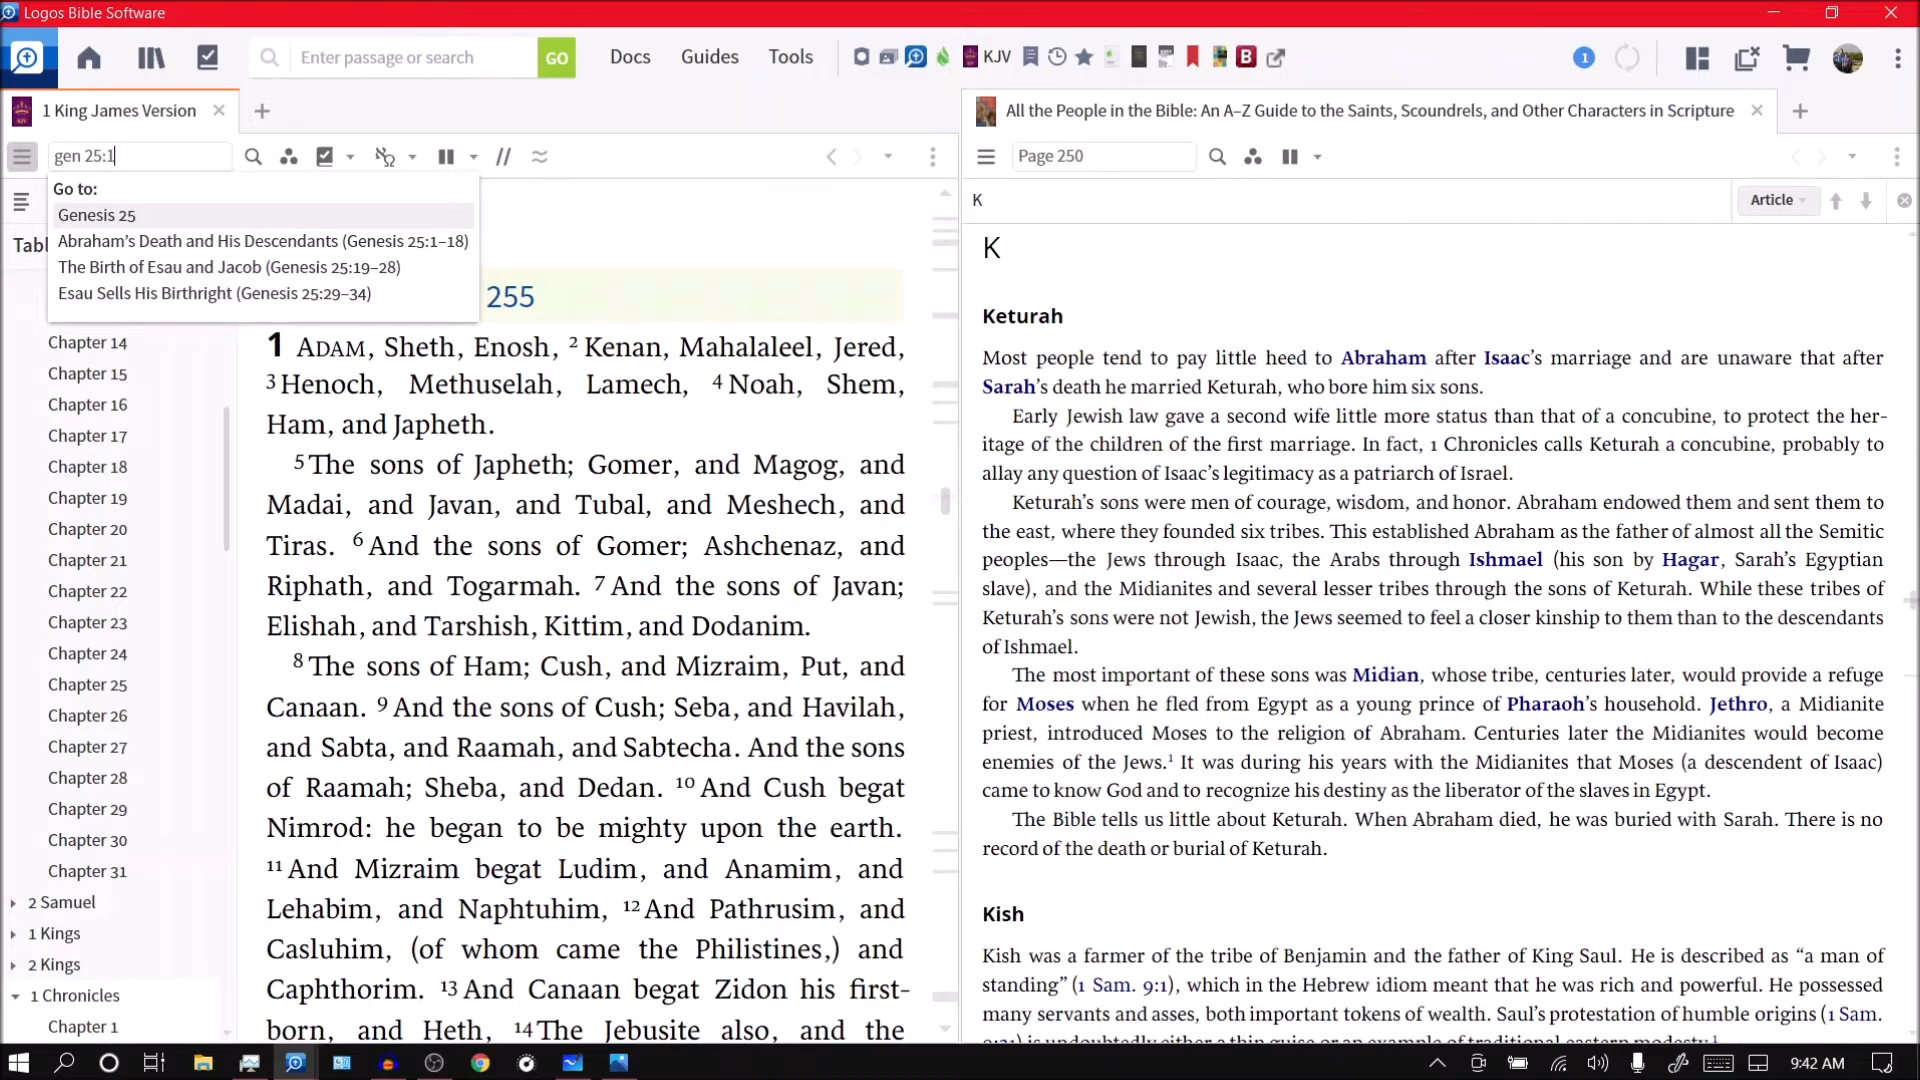 Logos Bible Software
Enter passage or search
GO
Docs
Guides
Tools
KJV
B
1
1 King James Version
All the People in the Bible: An A–Z Guide to the Saints, Scoundrels, and Other Characters in Scripture
gen 25:1
Page 250
Go to:
Genesis 25
Abraham's Death and His Descendants (Genesis 25:1–18)
The Birth of Esau and Jacob (Genesis 25:19–28)
Esau Sells His Birthright (Genesis 25:29–34)
Tabl
Chapter 14
Chapter 15
Chapter 16
Chapter 17
Chapter 18
Chapter 19
Chapter 20
Chapter 21
Chapter 22
Chapter 23
Chapter 24
Chapter 25
Chapter 26
Chapter 27
Chapter 28
Chapter 29
Chapter 30
Chapter 31
2 Samuel
1 Kings
2 Kings
1 Chronicles
Chapter 1
255
1 ADAM, Sheth, Enosh, 2 Kenan, Mahalaleel, Jered,
3 Henoch, Methuselah, Lamech, 4 Noah, Shem,
Ham, and Japheth.
5 The sons of Japheth; Gomer, and Magog, and
Madai, and Javan, and Tubal, and Meshech, and
Tiras. 6 And the sons of Gomer; Ashchenaz, and
Riphath, and Togarmah. 7 And the sons of Javan;
Elishah, and Tarshish, Kittim, and Dodanim.
8 The sons of Ham; Cush, and Mizraim, Put, and
Canaan. 9 And the sons of Cush; Seba, and Havilah,
and Sabta, and Raamah, and Sabtecha. And the sons
of Raamah; Sheba, and Dedan. 10 And Cush begat
Nimrod: he began to be mighty upon the earth.
11 And Mizraim begat Ludim, and Anamim, and
Lehabim, and Naphtuhim, 12 And Pathrusim, and
Casluhim, (of whom came the Philistines,) and
Caphthorim. 13 And Canaan begat Zidon his first-
born, and Heth, 14 The Jebusite also, and the
K
Article
K
Keturah
Most people tend to pay little heed to Abraham after Isaac's marriage and are unaware that after
Sarah's death he married Keturah, who bore him six sons.
Early Jewish law gave a second wife little more status than that of a concubine, to protect the her-
itage of the children of the first marriage. In fact, 1 Chronicles calls Keturah a concubine, probably to
allay any question of Isaac's legitimacy as a patriarch of Israel.
Keturah's sons were men of courage, wisdom, and honor. Abraham endowed them and sent them to
the east, where they founded six tribes. This established Abraham as the father of almost all the Semitic
peoples—the Jews through Isaac, the Arabs through Ishmael (his son by Hagar, Sarah's Egyptian
slave), and the Midianites and several lesser tribes through the sons of Keturah. While these tribes of
Keturah's sons were not Jewish, the Jews seemed to feel a closer kinship to them than to the descendants
of Ishmael.
The most important of these sons was Midian, whose tribe, centuries later, would provide a refuge
for Moses when he fled from Egypt as a young prince of Pharaoh's household. Jethro, a Midianite
priest, introduced Moses to the religion of Abraham. Centuries later the Midianites would become
enemies of the Jews.1 It was during his years with the Midianites that Moses (a descendent of Isaac)
came to know God and to recognize his destiny as the liberator of the slaves in Egypt.
The Bible tells us little about Keturah. When Abraham died, he was buried with Sarah. There is no
record of the death or burial of Keturah.
Kish
Kish was a farmer of the tribe of Benjamin and the father of King Saul. He is described as “a man of
standing” (1 Sam. 9:1), which in the Hebrew idiom meant that he was rich and powerful. He possessed
many servants and asses, both important tokens of wealth. Saul's protestation of humble origins (1 Sam.
9:21) is undoubtedly either a thin guise or an example of traditional eastern modesty.1
9:42 AM